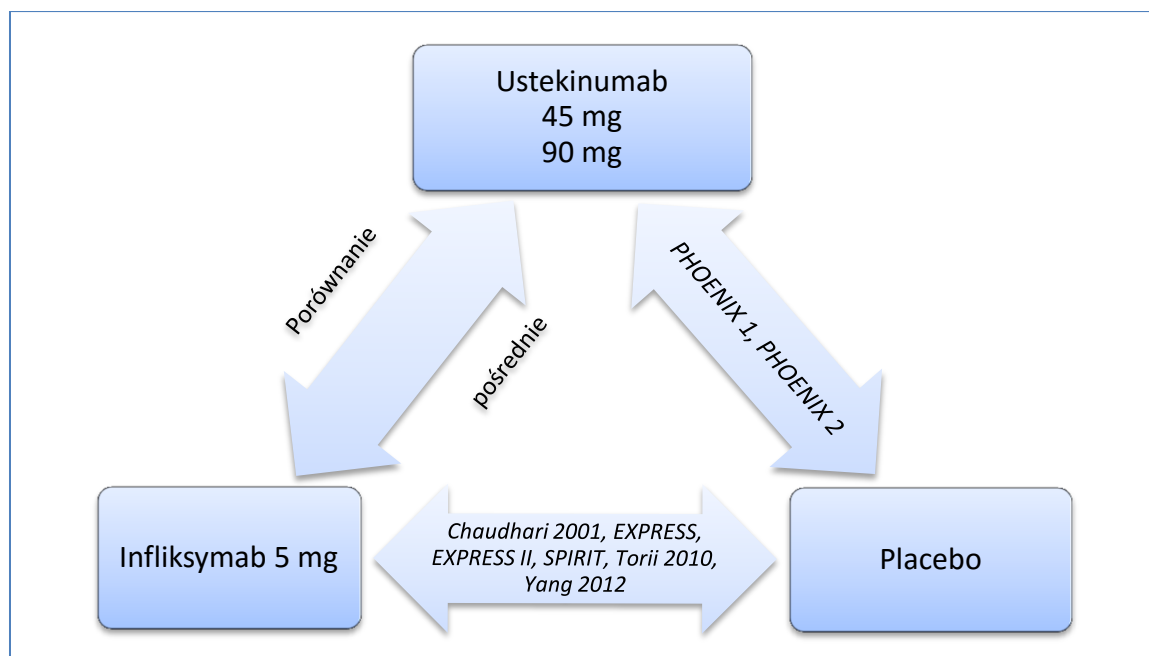 Ustekinumab
45 mg
90 mg
Porównanie
pośrednie
PHOENIX 1, PHOENIX 2
Infliksymab 5 mg
Chaudhari 2001, EXPRESS,
EXPRESS II, SPIRIT, Torii 2010,
Yang 2012
Placebo